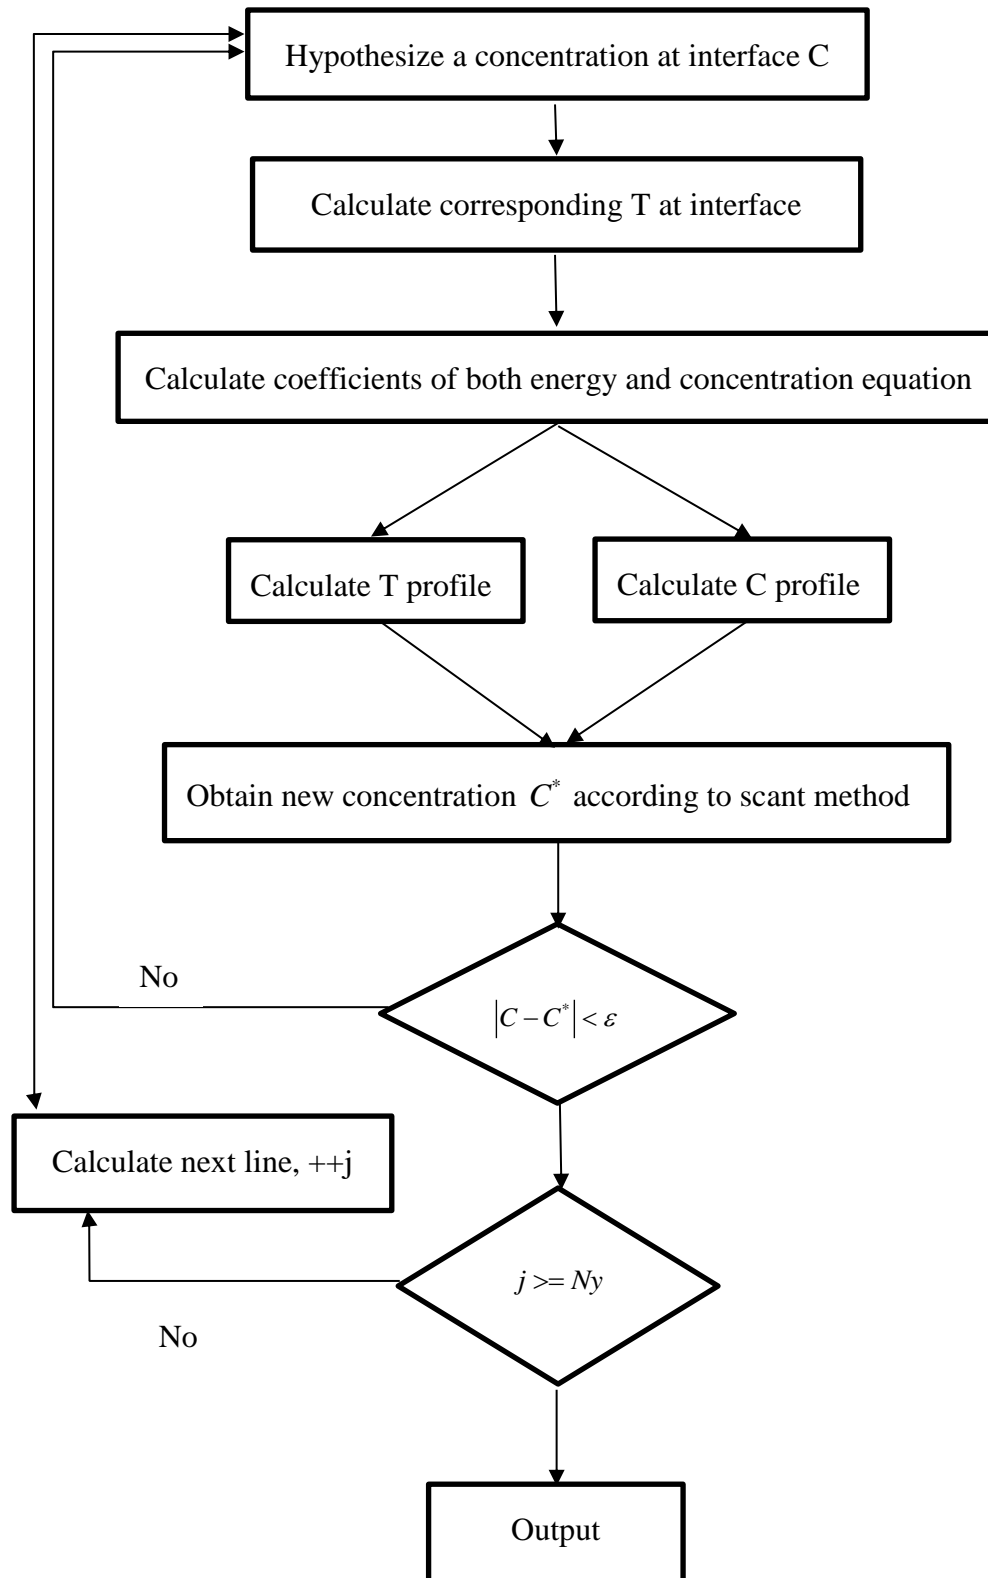 Hypothesize a concentration at interface C
Calculate corresponding T at interface
Calculate coefficients of both energy and concentration equation
Calculate T profile
Calculate C profile
Obtain new concentration C* according to scant method
No
|C − C*| < ε
Calculate next line, ++j
j >= Ny
No
Output